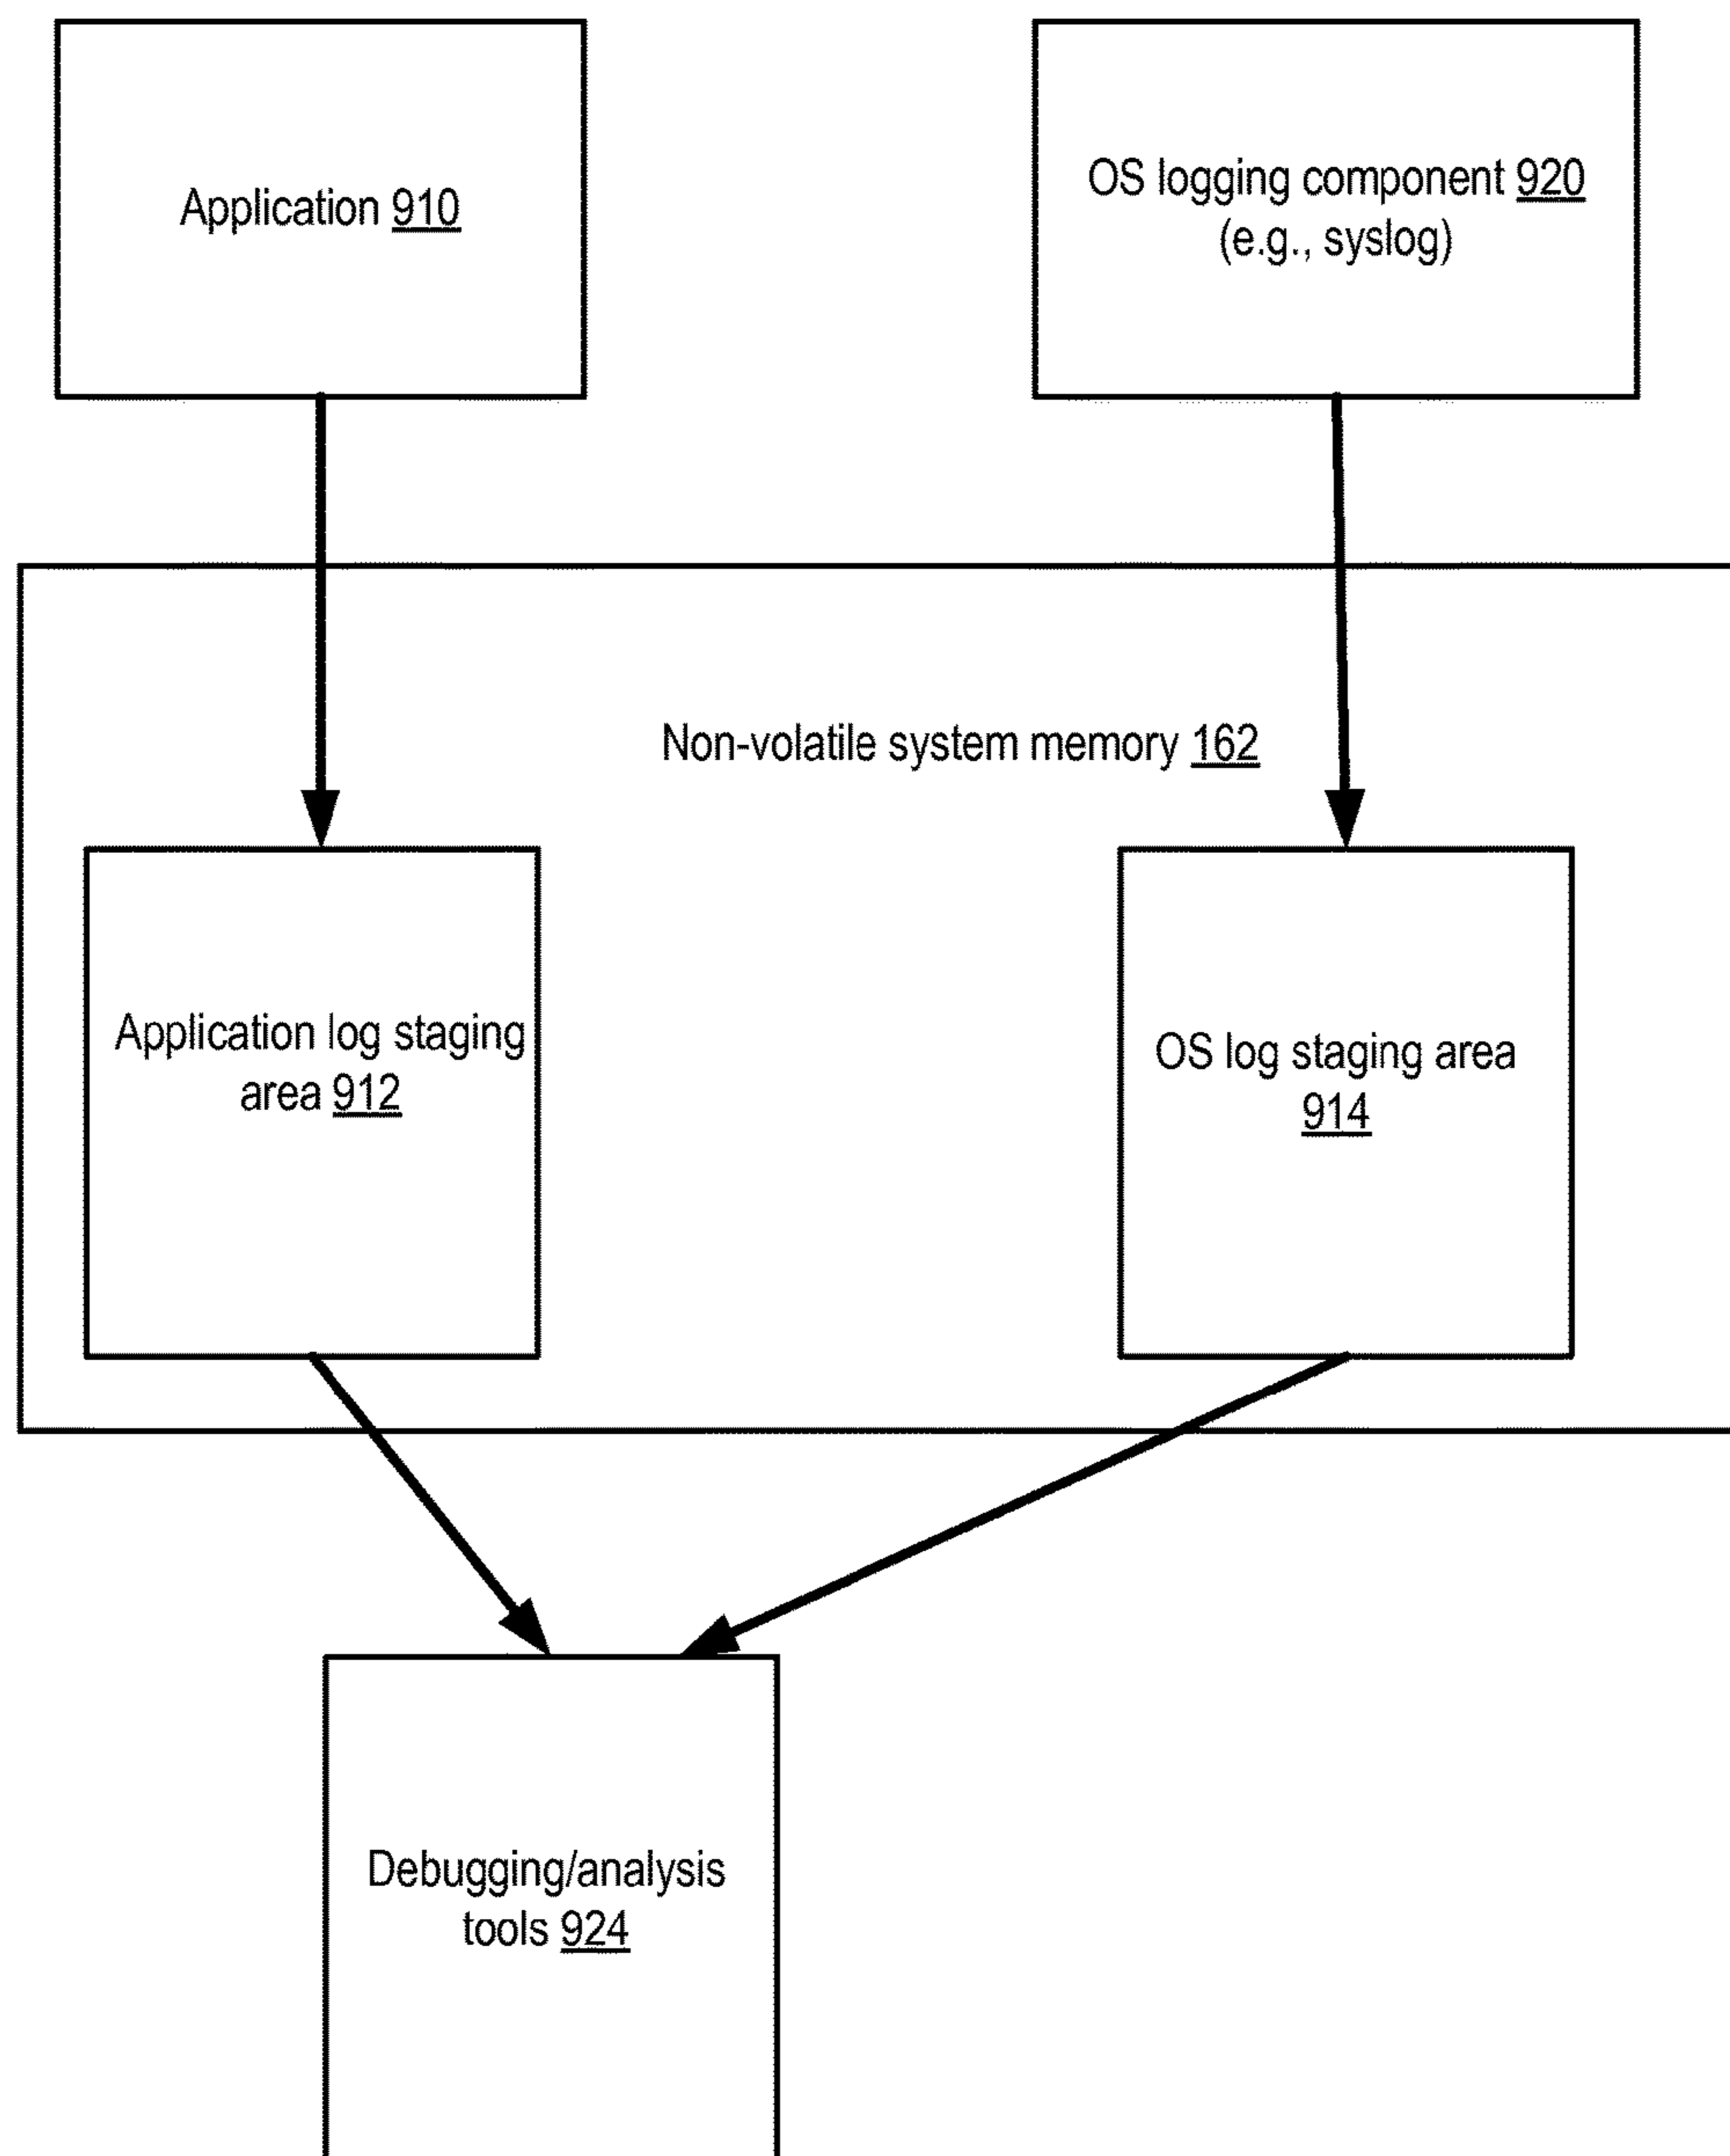 Application 910
OS logging component 920
(e.g., syslog)
Non-volatile system memory 162
Application log staging
area 912
OS log staging area
914
Debugging/analysis
tools 924